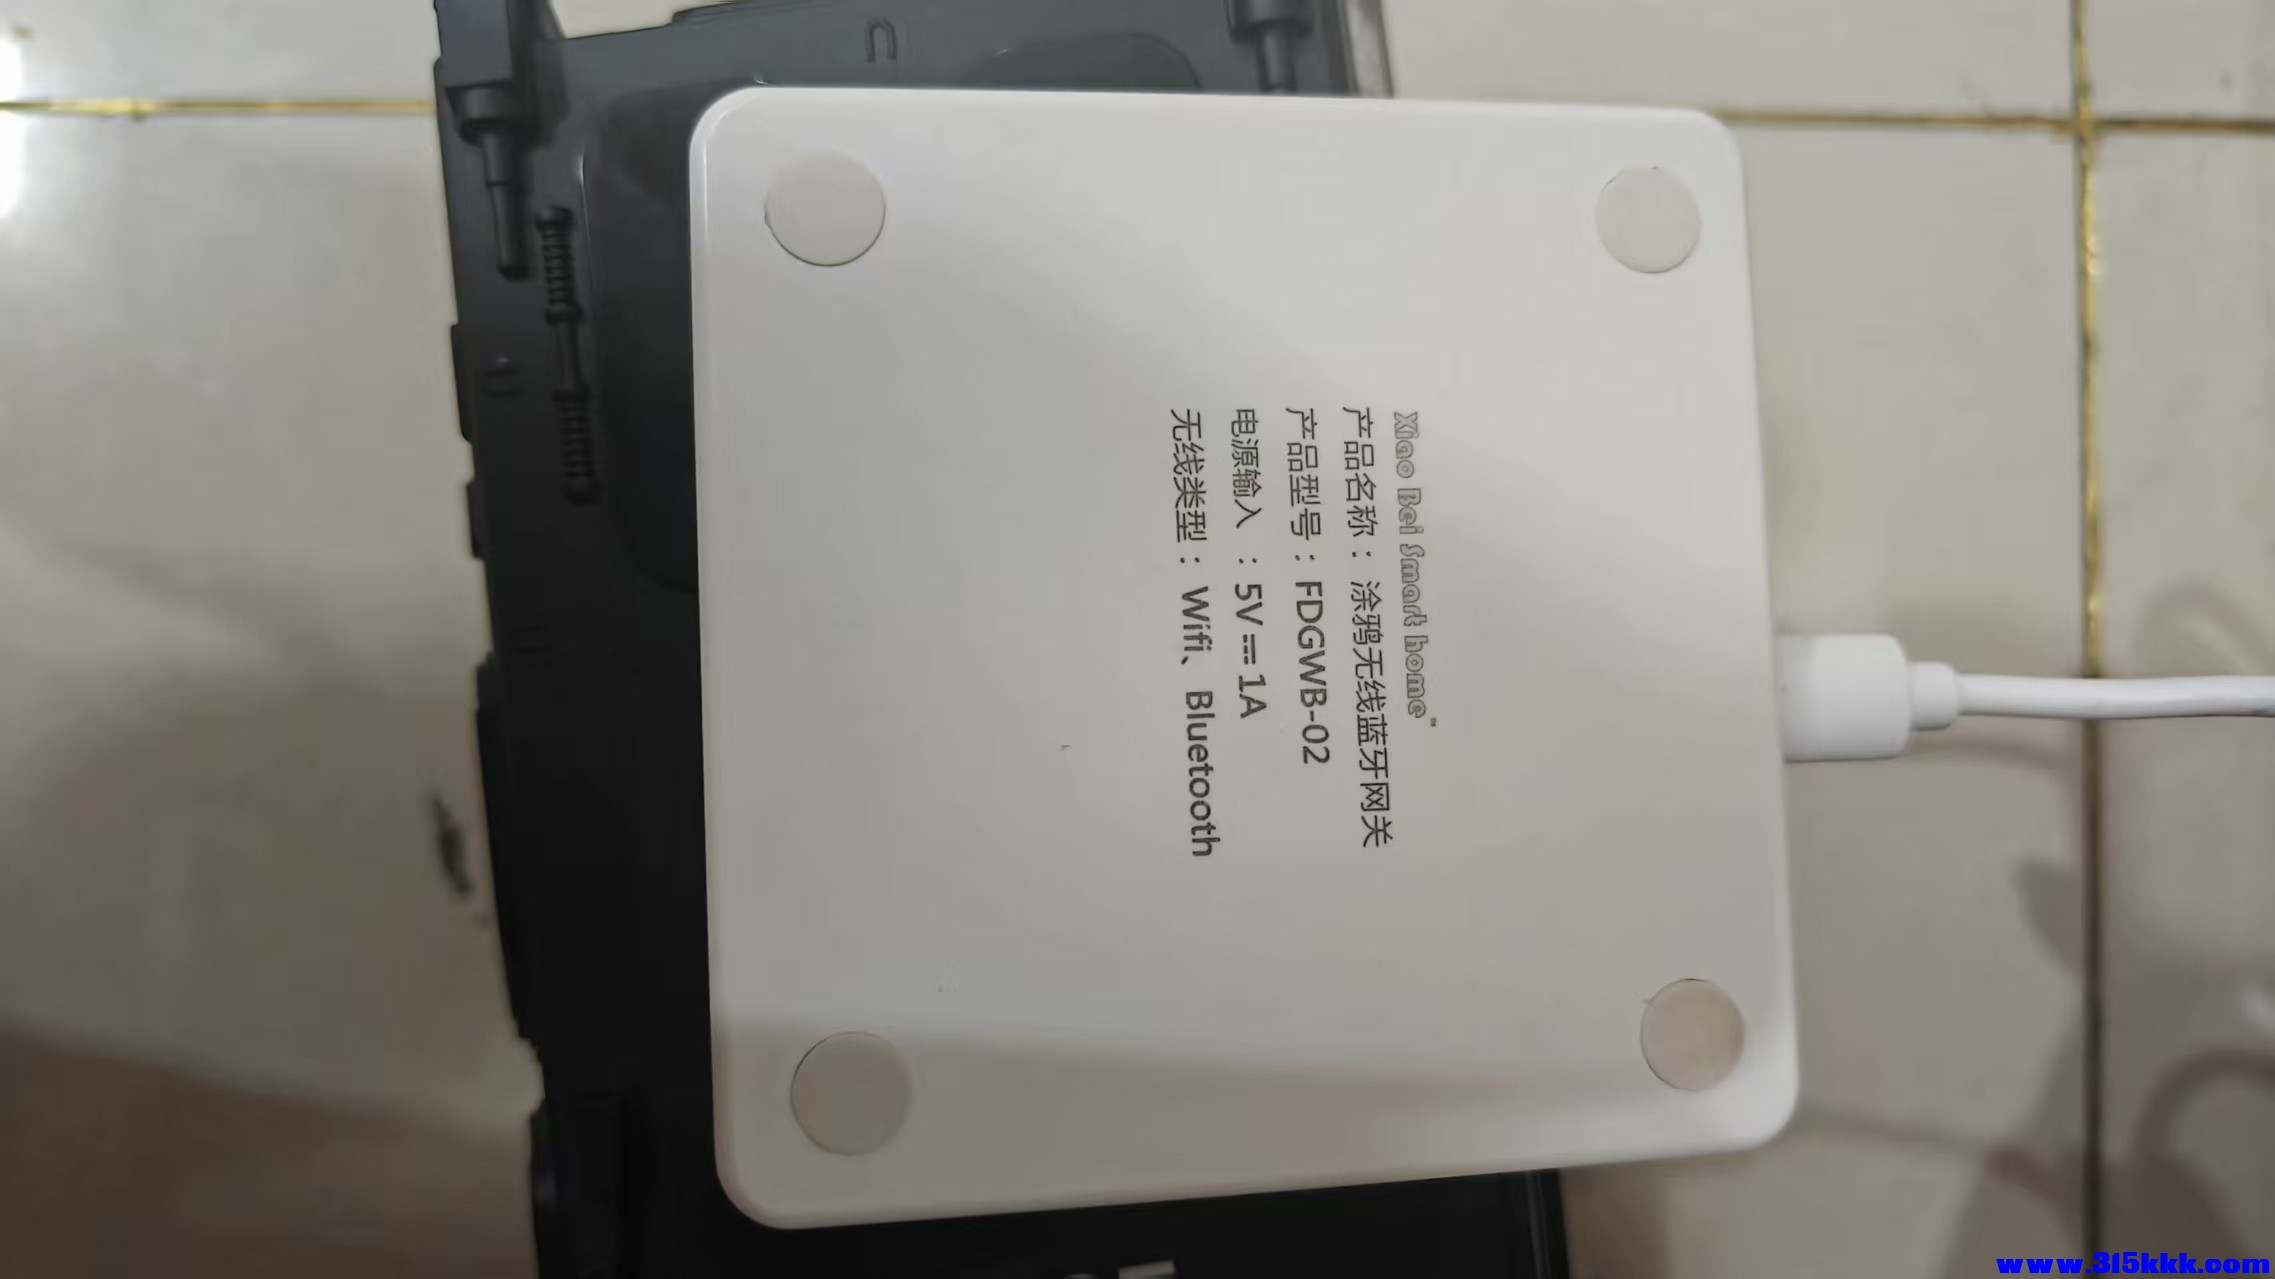 Xiao Bei Smart home™
产品名称： 涂鸦无线蓝牙网关
产品型号：FDGWB-02
电源输入 ：5V⎓1A
无线类型：Wifi、Bluetooth
www.315kkk.com